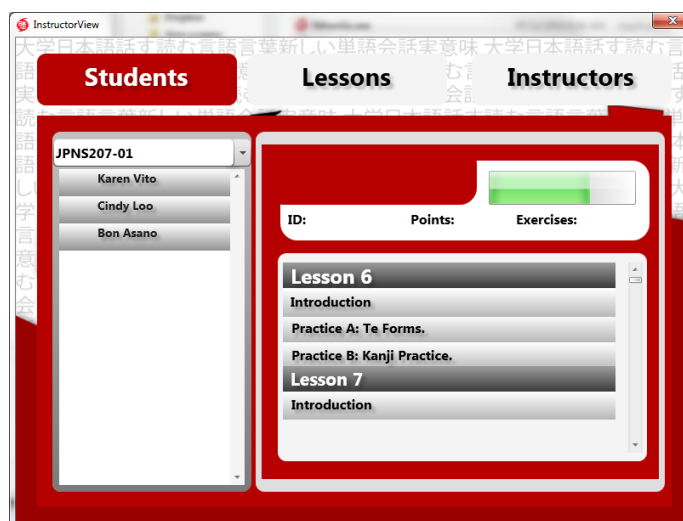 InstructorView
大学日本語話す読む言語言葉新しい単語会話実意味 大学日本語話す読む言
Students
Lessons
Instructors
JPNS207-01
Karen Vito
Cindy Loo
Bon Asano
ID:
Points:
Exercises:
Lesson 6
Introduction
Practice A: Te Forms.
Practice B: Kanji Practice.
Lesson 7
Introduction